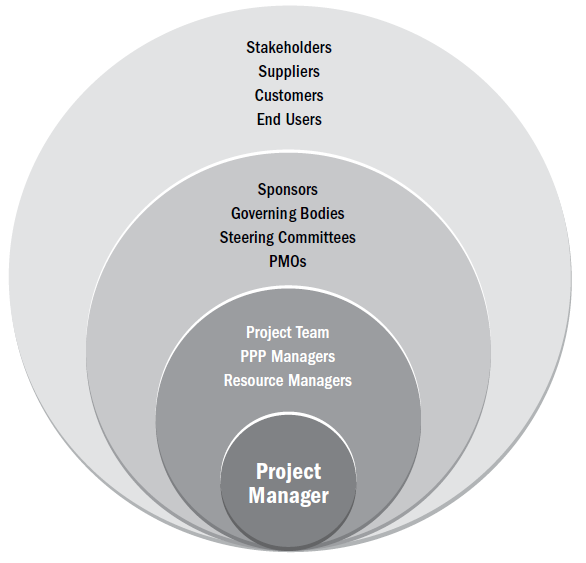 Stakeholders
Suppliers
Customers
End Users
Sponsors
Governing Bodies
Steering Committees
PMOs
Project Team
PPP Managers
Resource Managers
Project
Manager